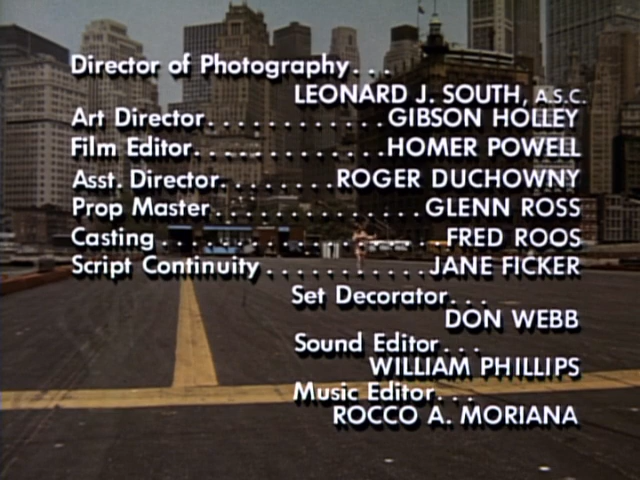 Director of Photography...
LEONARD J. SOUTH, A.S.C.
Art Director............GIBSON HOLLEY
Film Editor.............HOMER POWELL
Asst. Director........ROGER DUCHOWNY
Prop Master..............GLENN ROSS
Casting...................FRED ROOS
Script Continuity...........JANE FICKER
Set Decorator...
DON WEBB
Sound Editor...
WILLIAM PHILLIPS
Music Editor...
ROCCO A. MORIANA